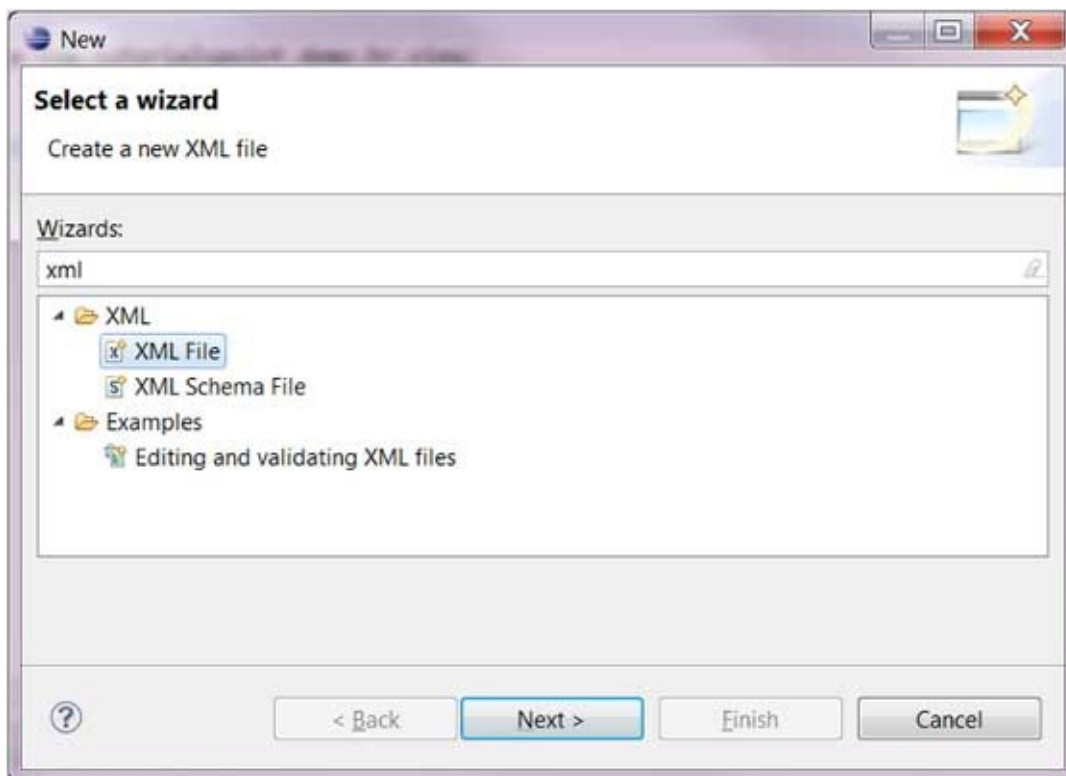 New
Select a wizard
Create a new XML file
Wizards:
xml
XML
XML File
XML Schema File
Examples
Editing and validating XML files
? < Back Next > Finish Cancel